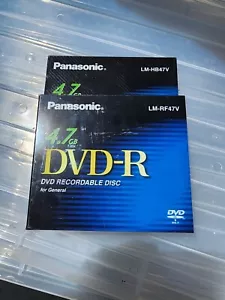 Panasonic
LM-HB47V
4.7
Panasonic
LM-RF47V
4.7GB
DVD-R
DVD RECORDABLE DISC
for General
DVD